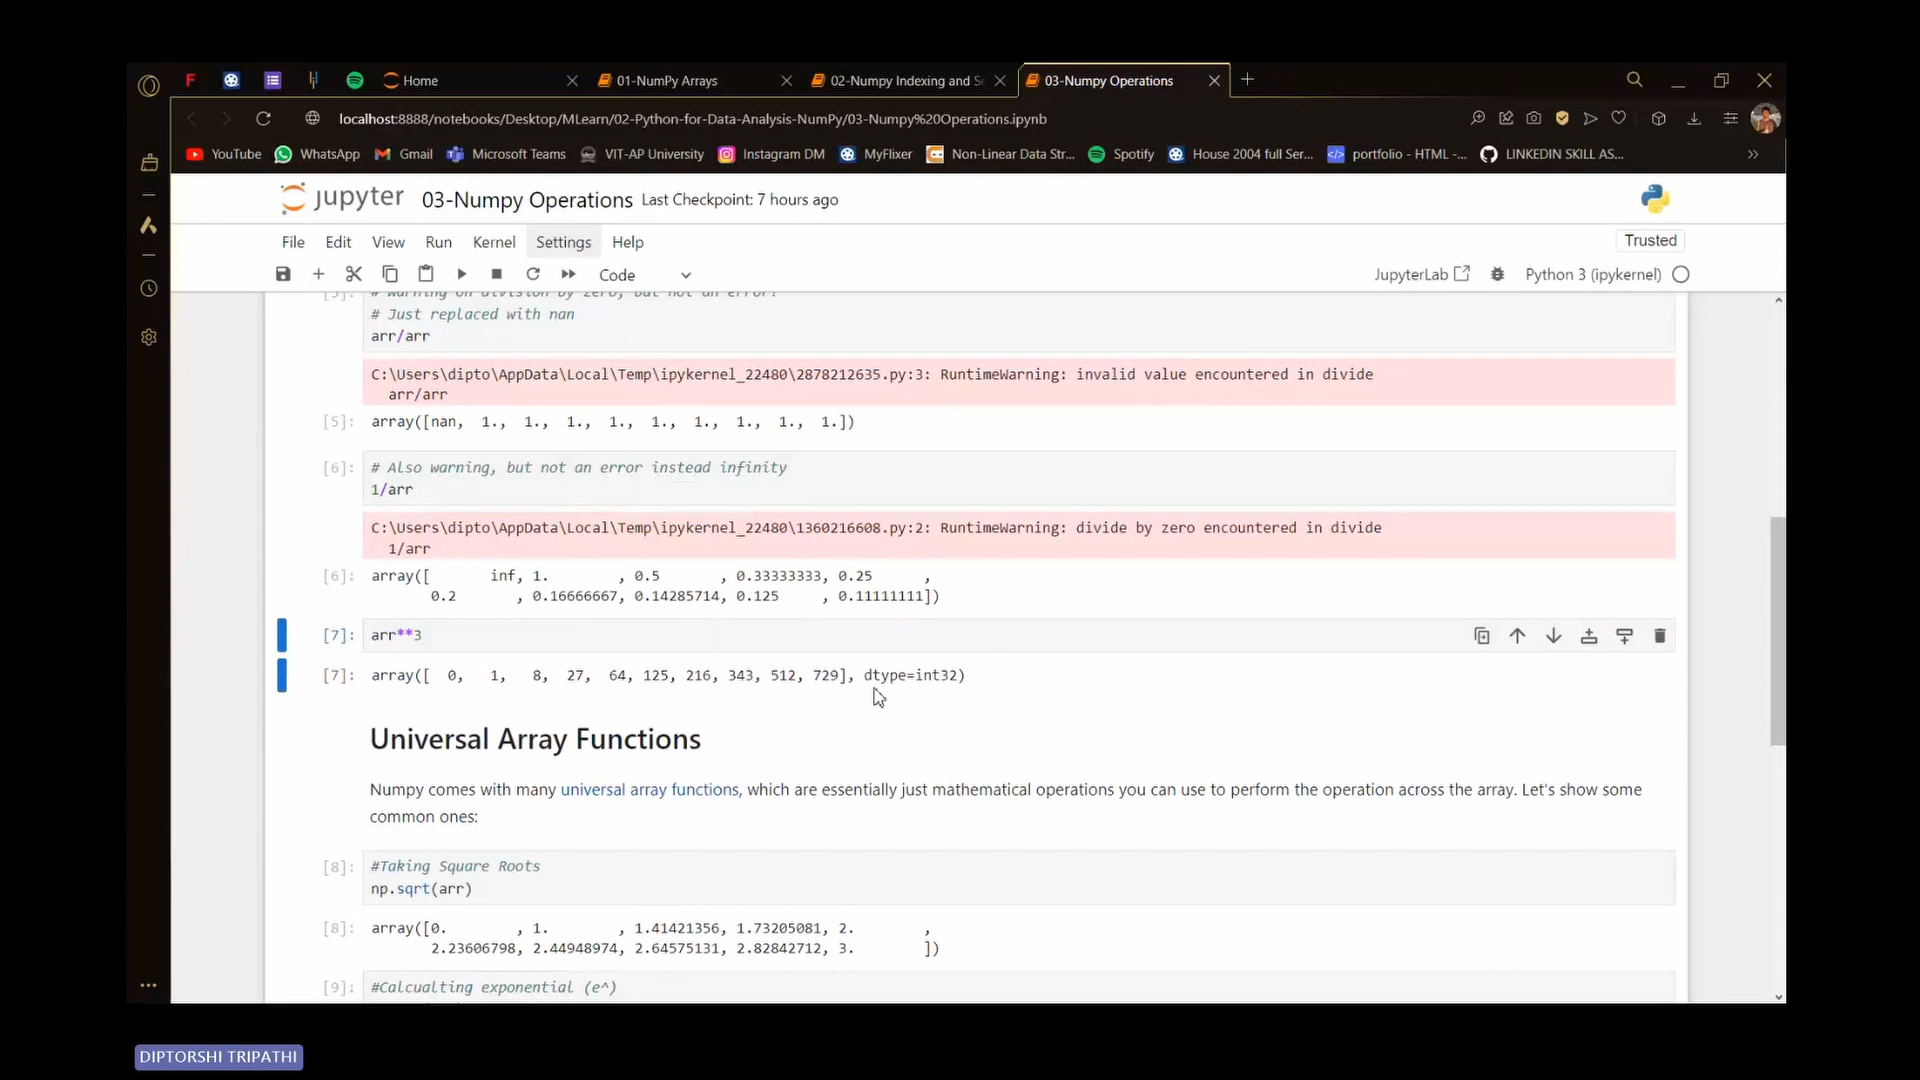 F
Home
01-NumPy Arrays
02-Numpy Indexing and Se
03-Numpy Operations
localhost:8888/notebooks/Desktop/MLearn/02-Python-for-Data-Analysis-NumPy/03-Numpy%20Operations.ipynb
YouTube WhatsApp Gmail Microsoft Teams VIT-AP University Instagram DM MyFlixer Non-Linear Data Str... Spotify House 2004 full Ser... portfolio - HTML -... LINKEDIN SKILL AS...
jupyter 03-Numpy Operations Last Checkpoint: 7 hours ago
File Edit View Run Kernel Settings Help
Trusted
Code
JupyterLab
Python 3 (ipykernel)
[5]: # Warning on division by zero, but not an error!
# Just replaced with nan
arr/arr
C:\Users\dipto\AppData\Local\Temp\ipykernel_22480\2878212635.py:3: RuntimeWarning: invalid value encountered in divide
arr/arr
[5]: array([nan, 1., 1., 1., 1., 1., 1., 1., 1., 1.])
[6]: # Also warning, but not an error instead infinity
1/arr
C:\Users\dipto\AppData\Local\Temp\ipykernel_22480\1360216608.py:2: RuntimeWarning: divide by zero encountered in divide
1/arr
[6]: array([ inf, 1. , 0.5 , 0.33333333, 0.25 ,
0.2 , 0.16666667, 0.14285714, 0.125 , 0.11111111])
[7]: arr**3
[7]: array([ 0, 1, 8, 27, 64, 125, 216, 343, 512, 729], dtype=int32)
Universal Array Functions
Numpy comes with many universal array functions, which are essentially just mathematical operations you can use to perform the operation across the array. Let's show some
common ones:
[8]: #Taking Square Roots
np.sqrt(arr)
[8]: array([0. , 1. , 1.41421356, 1.73205081, 2. ,
2.23606798, 2.44948974, 2.64575131, 2.82842712, 3. ])
[9]: #Calcualting exponential (e^)
DIPTORSHI TRIPATHI